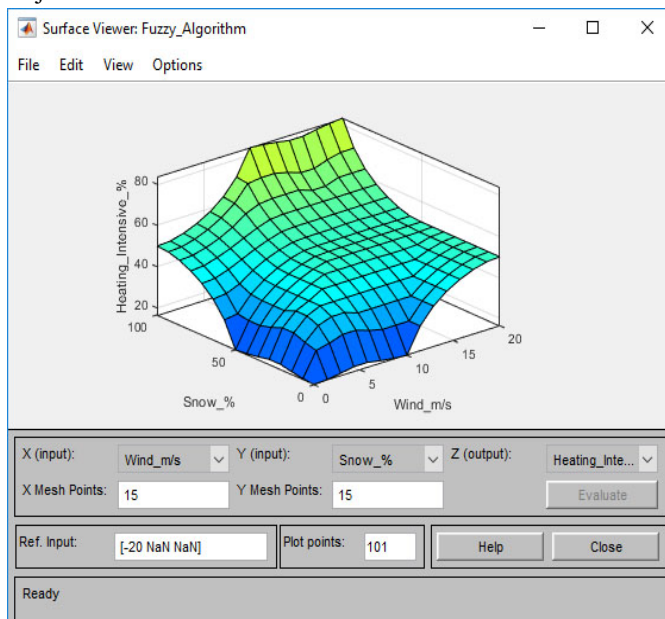 Surface Viewer: Fuzzy_Algorithm
File Edit View Options
Heating_Intensive_%
80
60
40
20
100
50
0
0
5
10
15
20
Snow_%
Wind_m/s
X (input): Wind_m/s Y (input): Snow_% Z (output): Heating_Inte...
X Mesh Points: 15 Y Mesh Points: 15 Evaluate
Ref. Input: [-20 NaN NaN] Plot points: 101 Help Close
Ready